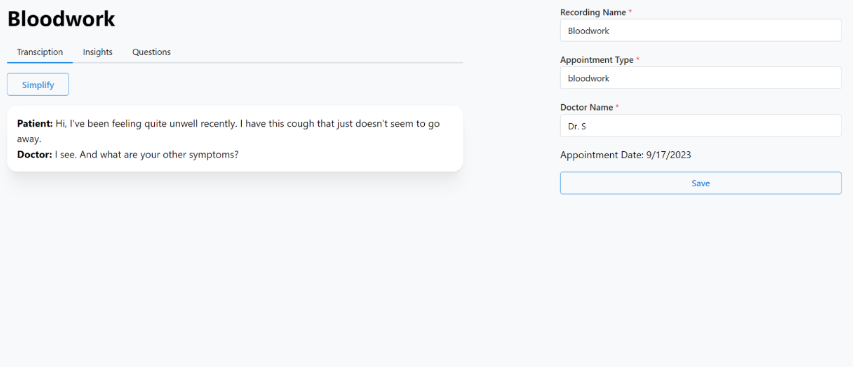 Bloodwork
Transciption Insights Questions
Simplify
Patient: Hi, I've been feeling quite unwell recently. I have this cough that just doesn't seem to go
away.
Doctor: I see. And what are your other symptoms?
Recording Name *
Bloodwork
Appointment Type *
bloodwork
Doctor Name *
Dr. S
Appointment Date: 9/17/2023
Save